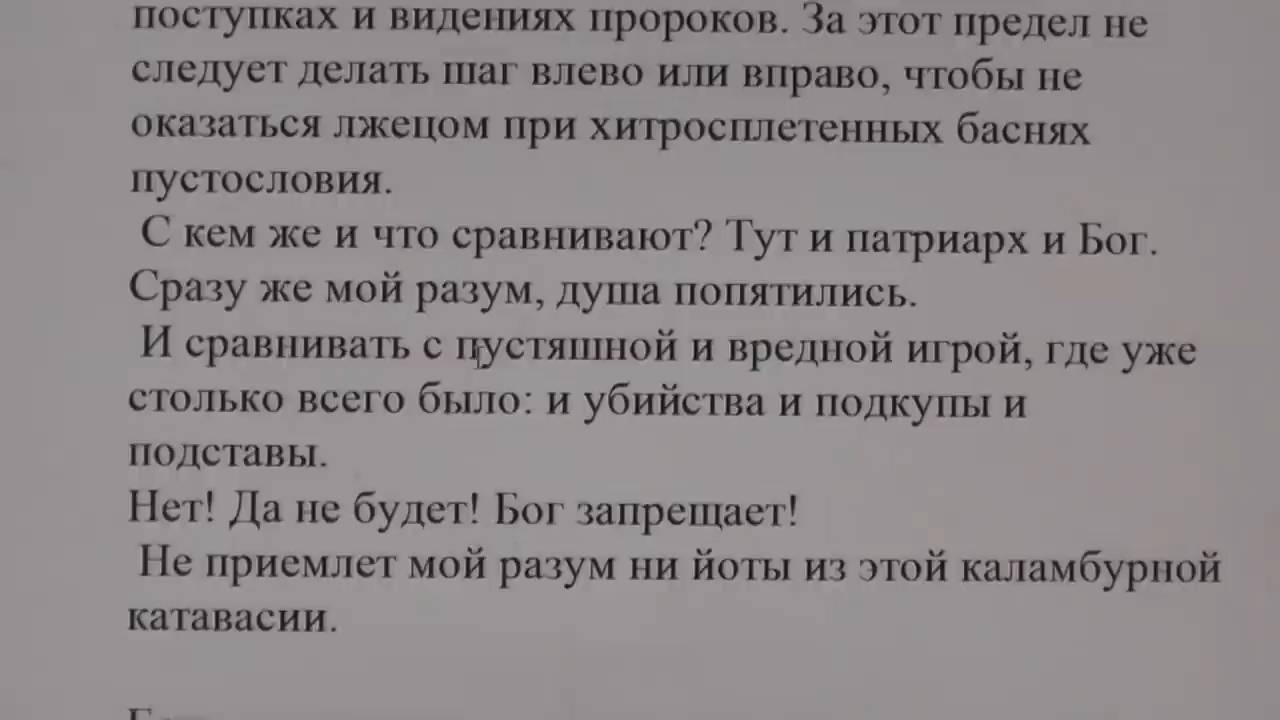 поступках и видениях пророков. За этот предел не
следует делать шаг влево или вправо, чтобы не
оказаться лжецом при хитросплетенных баснях
пустословия.
С кем же и что сравнивают? Тут и патриарх и Бог.
Сразу же мой разум, душа попятились.
И сравнивать с пустяшной и вредной игрой, где уже
столько всего было: и убийства и подкупы и
подставы.
Нет! Да не будет! Бог запрещает!
Не приемлет мой разум ни йоты из этой каламбурной
катавасии.